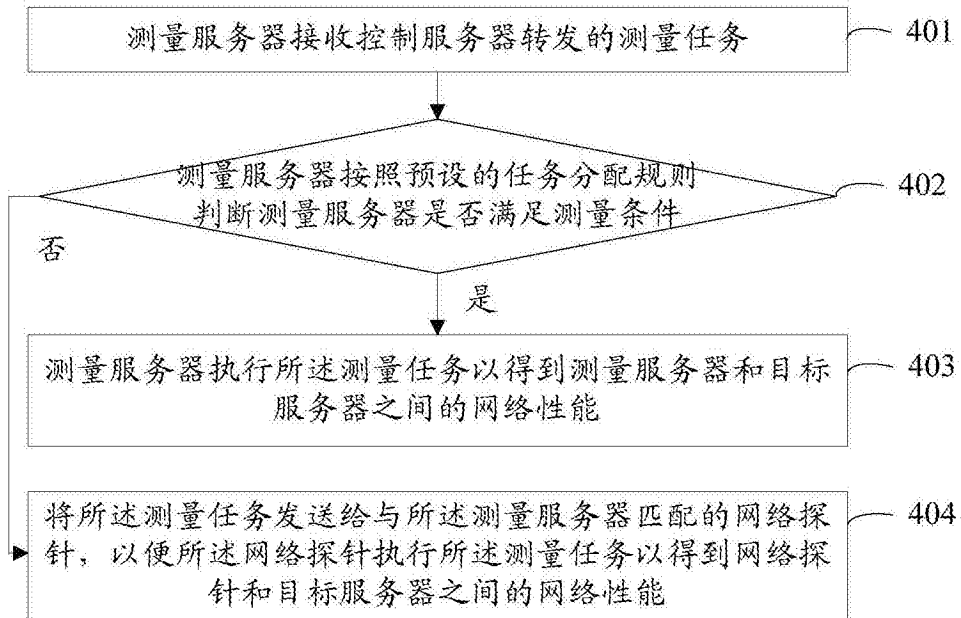 测量服务器接收控制服务器转发的测量任务
401
测量服务器按照预设的任务分配规则
判断测量服务器是否满足测量条件
402
否
是
测量服务器执行所述测量任务以得到测量服务器和目标
服务器之间的网络性能
403
将所述测量任务发送给与所述测量服务器匹配的网络探
针，以便所述网络探针执行所述测量任务以得到网络探
针和目标服务器之间的网络性能
404